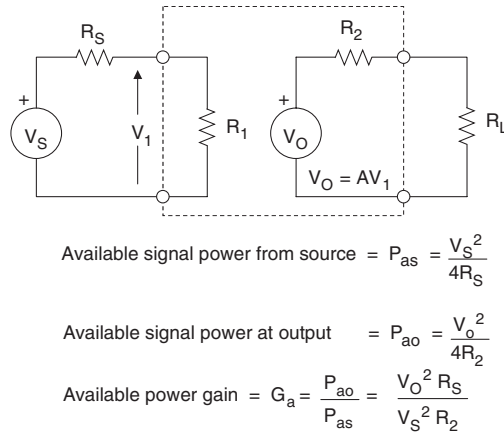 R_S
R_2
+
V_S
V_1
R_1
+
V_O
R_L
V_O = AV_1
Available signal power from source = P_as = V_S^2 / 4R_S
Available signal power at output = P_ao = V_o^2 / 4R_2
Available power gain = G_a = P_ao / P_as = V_O^2 R_S / V_S^2 R_2